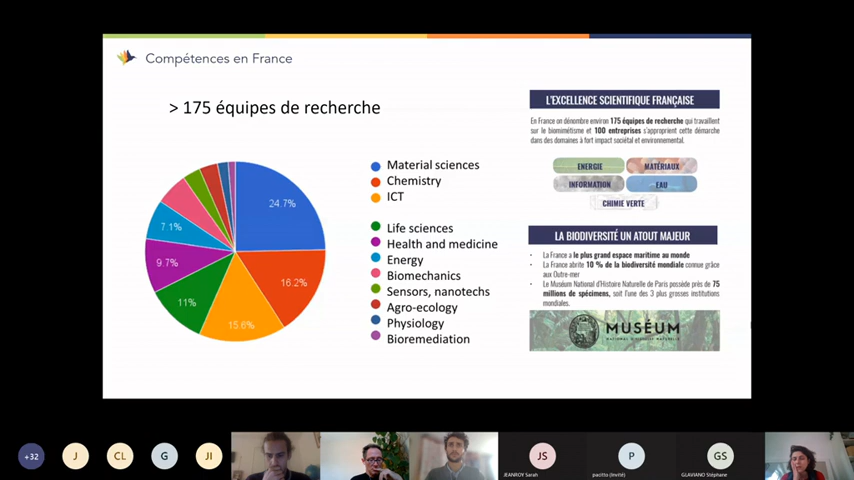 Compétences en France
> 175 équipes de recherche
24.7%
16.2%
15.6%
11%
9.7%
7.1%
Material sciences
Chemistry
ICT
Life sciences
Health and medicine
Energy
Biomechanics
Sensors, nanotechs
Agro-ecology
Physiology
Bioremediation
L'EXCELLENCE SCIENTIFIQUE FRANÇAISE
En France on dénombre environ 175 équipes de recherche qui travaillent
sur le biomimétisme et 100 entreprises s'approprient cette démarche
dans des domaines à fort impact sociétal et environnemental.
ENERGIE
MATÉRIAUX
INFORMATION
EAU
CHIMIE VERTE
LA BIODIVERSITÉ UN ATOUT MAJEUR
- La France a le plus grand espace maritime au monde
- La France abrite 10 % de la biodiversité mondiale connue grâce
aux Outre-mer
- Le Muséum National d'Histoire Naturelle de Paris possède près de 75
millions de spécimens, soit l'une des 3 plus grosses institutions
mondiales.
MUSÉUM
NATIONAL D'HISTOIRE NATURELLE
+32
J
CL
G
JI
JS
JEANROY Sarah
P
pacitto (Invité)
GS
GLAVIANO Stéphane